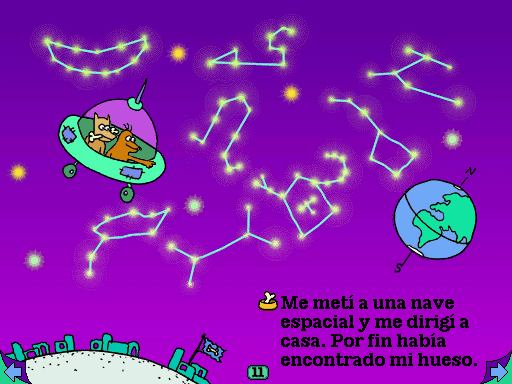 N
S
Me metí a una nave
espacial y me dirigí a
casa. Por fin había
encontrado mi hueso.
11